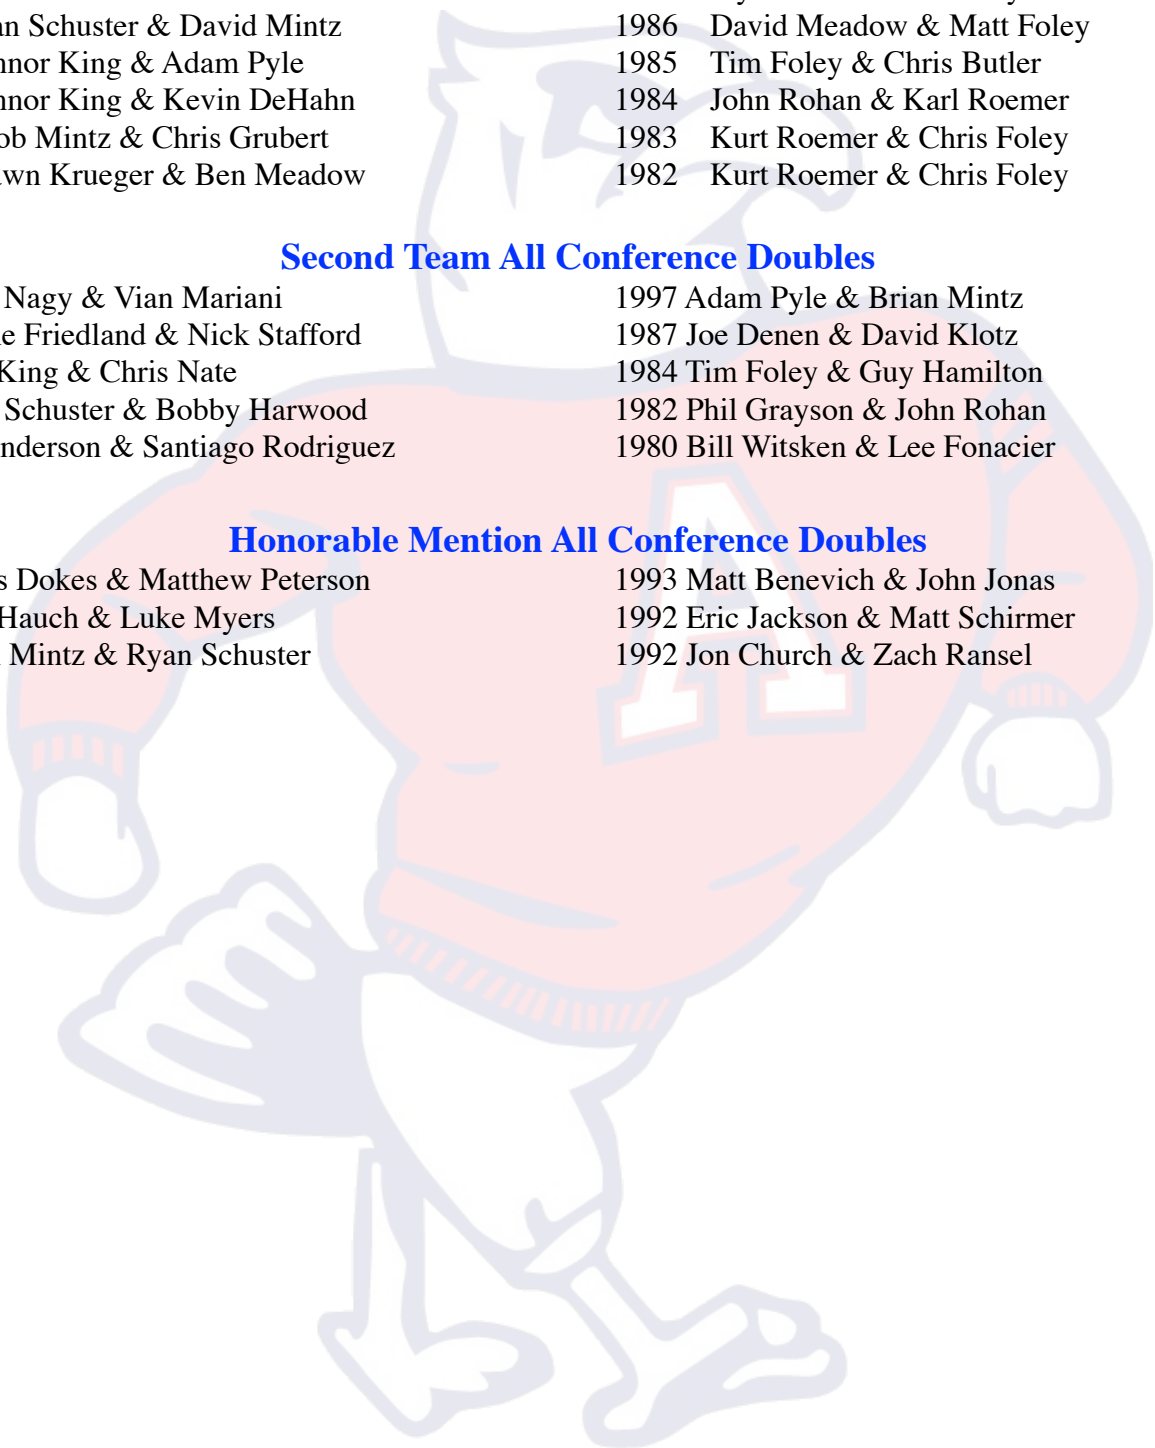 Schuster & David Mintz
King & Adam Pyle
King & Kevin DeHahn
Mintz & Chris Grubert
Krueger & Ben Meadow
1986 David Meadow & Matt Foley
1985 Tim Foley & Chris Butler
1984 John Rohan & Karl Roemer
1983 Kurt Roemer & Chris Foley
1982 Kurt Roemer & Chris Foley
Second Team All Conference Doubles
Nagy & Vian Mariani
Friedland & Nick Stafford
King & Chris Nate
Schuster & Bobby Harwood
& Santiago Rodriguez
1997 Adam Pyle & Brian Mintz
1987 Joe Denen & David Klotz
1984 Tim Foley & Guy Hamilton
1982 Phil Grayson & John Rohan
1980 Bill Witsken & Lee Fonacier
Honorable Mention All Conference Doubles
Dokes & Matthew Peterson
Hauch & Luke Myers
Mintz & Ryan Schuster
1993 Matt Benevich & John Jonas
1992 Eric Jackson & Matt Schirmer
1992 Jon Church & Zach Ransel
A